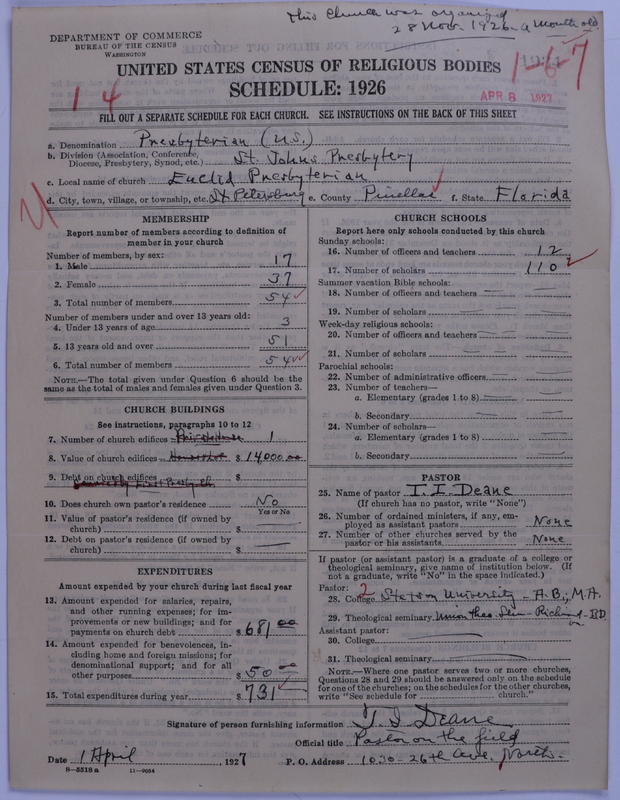 This Church was organized
28 Nov. 1926 - a month old.
DEPARTMENT OF COMMERCE
BUREAU OF THE CENSUS
WASHINGTON
1-6-7
UNITED STATES CENSUS OF RELIGIOUS BODIES
SCHEDULE: 1926
14
APR 8 1927
FILL OUT A SEPARATE SCHEDULE FOR EACH CHURCH. SEE INSTRUCTIONS ON THE BACK OF THIS SHEET
a. Denomination Presbyterian (U.S.)
b. Division (Association, Conference, Diocese, Presbytery, Synod, etc.) St. Johns Presbytery
c. Local name of church Euclid Presbyterian
d. City, town, village, or township, etc. St Petersburg e. County Pinellas f. State Florida
MEMBERSHIP
Report number of members according to definition of
member in your church
Number of members, by sex:
1. Male 17
2. Female 37
3. Total number of members 54
Number of members under and over 13 years old:
4. Under 13 years of age 3
5. 13 years old and over 51
6. Total number of members 54
NOTE.—The total given under Question 6 should be the
same as the total of males and females given under Question 3.
CHURCH BUILDINGS
See instructions, paragraphs 10 to 12
7. Number of church edifices 1
8. Value of church edifices $ 14000.00
9. Debt on church edifices $
10. Does church own pastor's residence No
Yes or No
11. Value of pastor's residence (if owned by
church) $
12. Debt on pastor's residence (if owned by
church) $
EXPENDITURES
Amount expended by your church during last fiscal year
13. Amount expended for salaries, repairs,
and other running expenses; for im-
provements or new buildings; and for
payments on church debt $ 681 00
14. Amount expended for benevolences, in-
cluding home and foreign missions; for
denominational support; and for all
other purposes $ 50 00
15. Total expenditures during year $ 731
CHURCH SCHOOLS
Report here only schools conducted by this church
Sunday schools:
16. Number of officers and teachers 12
17. Number of scholars 110
Summer vacation Bible schools:
18. Number of officers and teachers
19. Number of scholars
Week-day religious schools:
20. Number of officers and teachers
21. Number of scholars
Parochial schools:
22. Number of administrative officers
23. Number of teachers—
a. Elementary (grades 1 to 8)
b. Secondary
24. Number of scholars—
a. Elementary (grades 1 to 8)
b. Secondary
PASTOR
25. Name of pastor I. I. Deane
(If church has no pastor, write "None")
26. Number of ordained ministers, if any, em-
ployed as assistant pastors None
27. Number of other churches served by the
pastor or his assistants None
If pastor (or assistant pastor) is a graduate of a college or
theological seminary, give name of institution below. (If
not a graduate, write "No" in the space indicated.)
Pastor:
28. College 2 Stetson University - A.B., M.A.
29. Theological seminary Union Theo Sem - Richmond - B.D.
Assistant pastor:
30. College
31. Theological seminary
NOTE.—Where one pastor serves two or more churches,
Questions 28 and 29 should be answered only on the schedule
for one of the churches; on the schedules for the other churches,
write "See schedule for church."
Signature of person furnishing information I I Deane
Official title Pastor on the field
Date 1 April 1927 P. O. Address 1030-26th Ave. North.
8-5518 a 11-9054